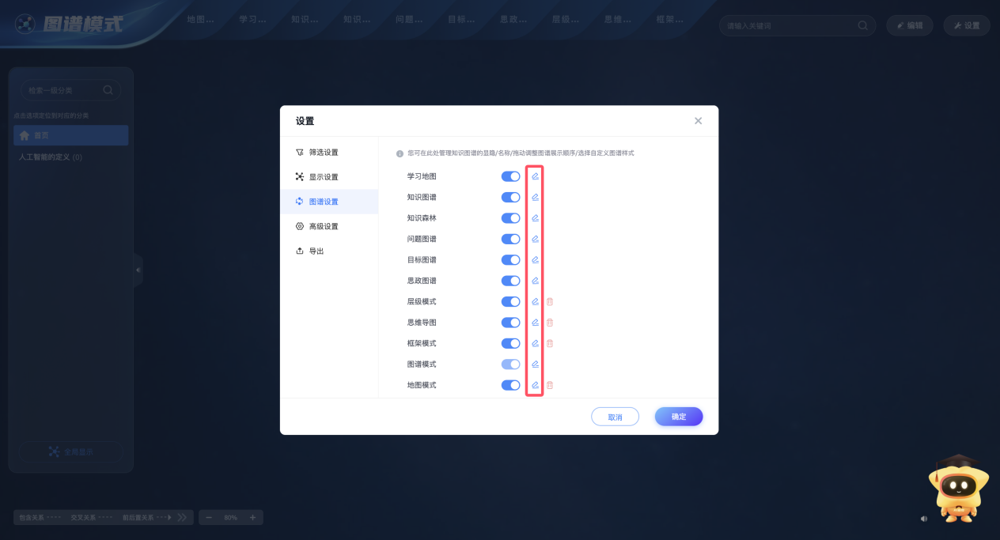 图谱模式
地图...
学习...
知识...
知识...
问题...
目标...
思政...
层级...
思维...
框架...
请输入关键词
编辑
设置
检索一级分类
点击选项定位到对应的分类
首页
人工智能的定义 (0)
全局显示
包含关系
交叉关系
前后置关系
80%
设置
筛选设置
显示设置
图谱设置
高级设置
导出
您可在此处管理知识图谱的显隐/名称/拖动调整图谱展示顺序/选择自定义图谱样式
学习地图
知识图谱
知识森林
问题图谱
目标图谱
思政图谱
层级模式
思维导图
框架模式
图谱模式
地图模式
取消
确定